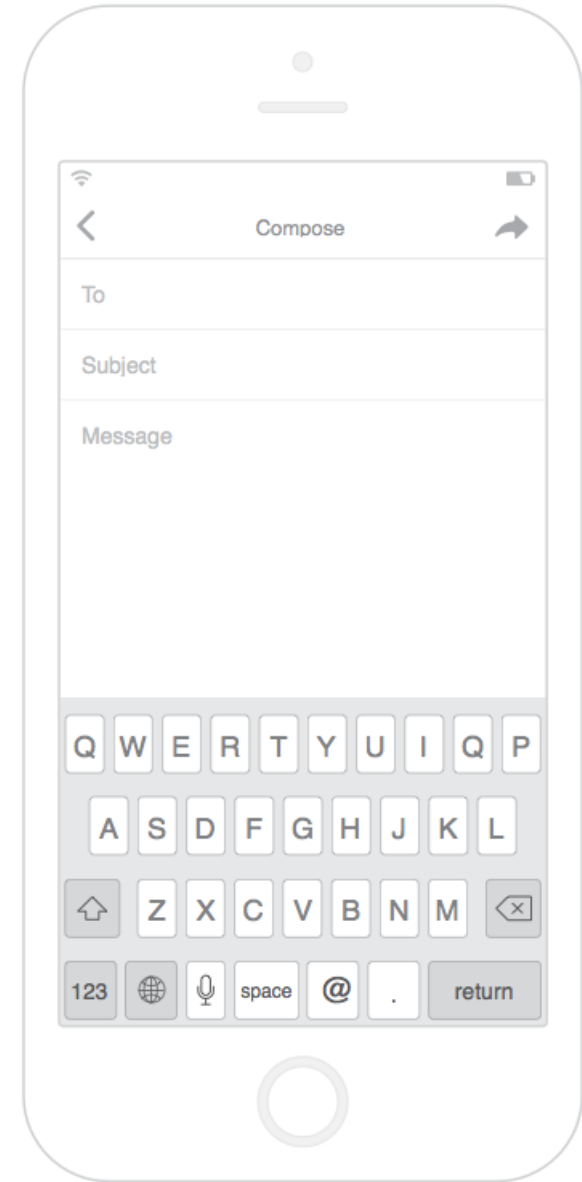 Compose
To
Subject
Message
Q W E R T Y U I Q P
A S D F G H J K L
Z X C V B N M
123 space @ . return